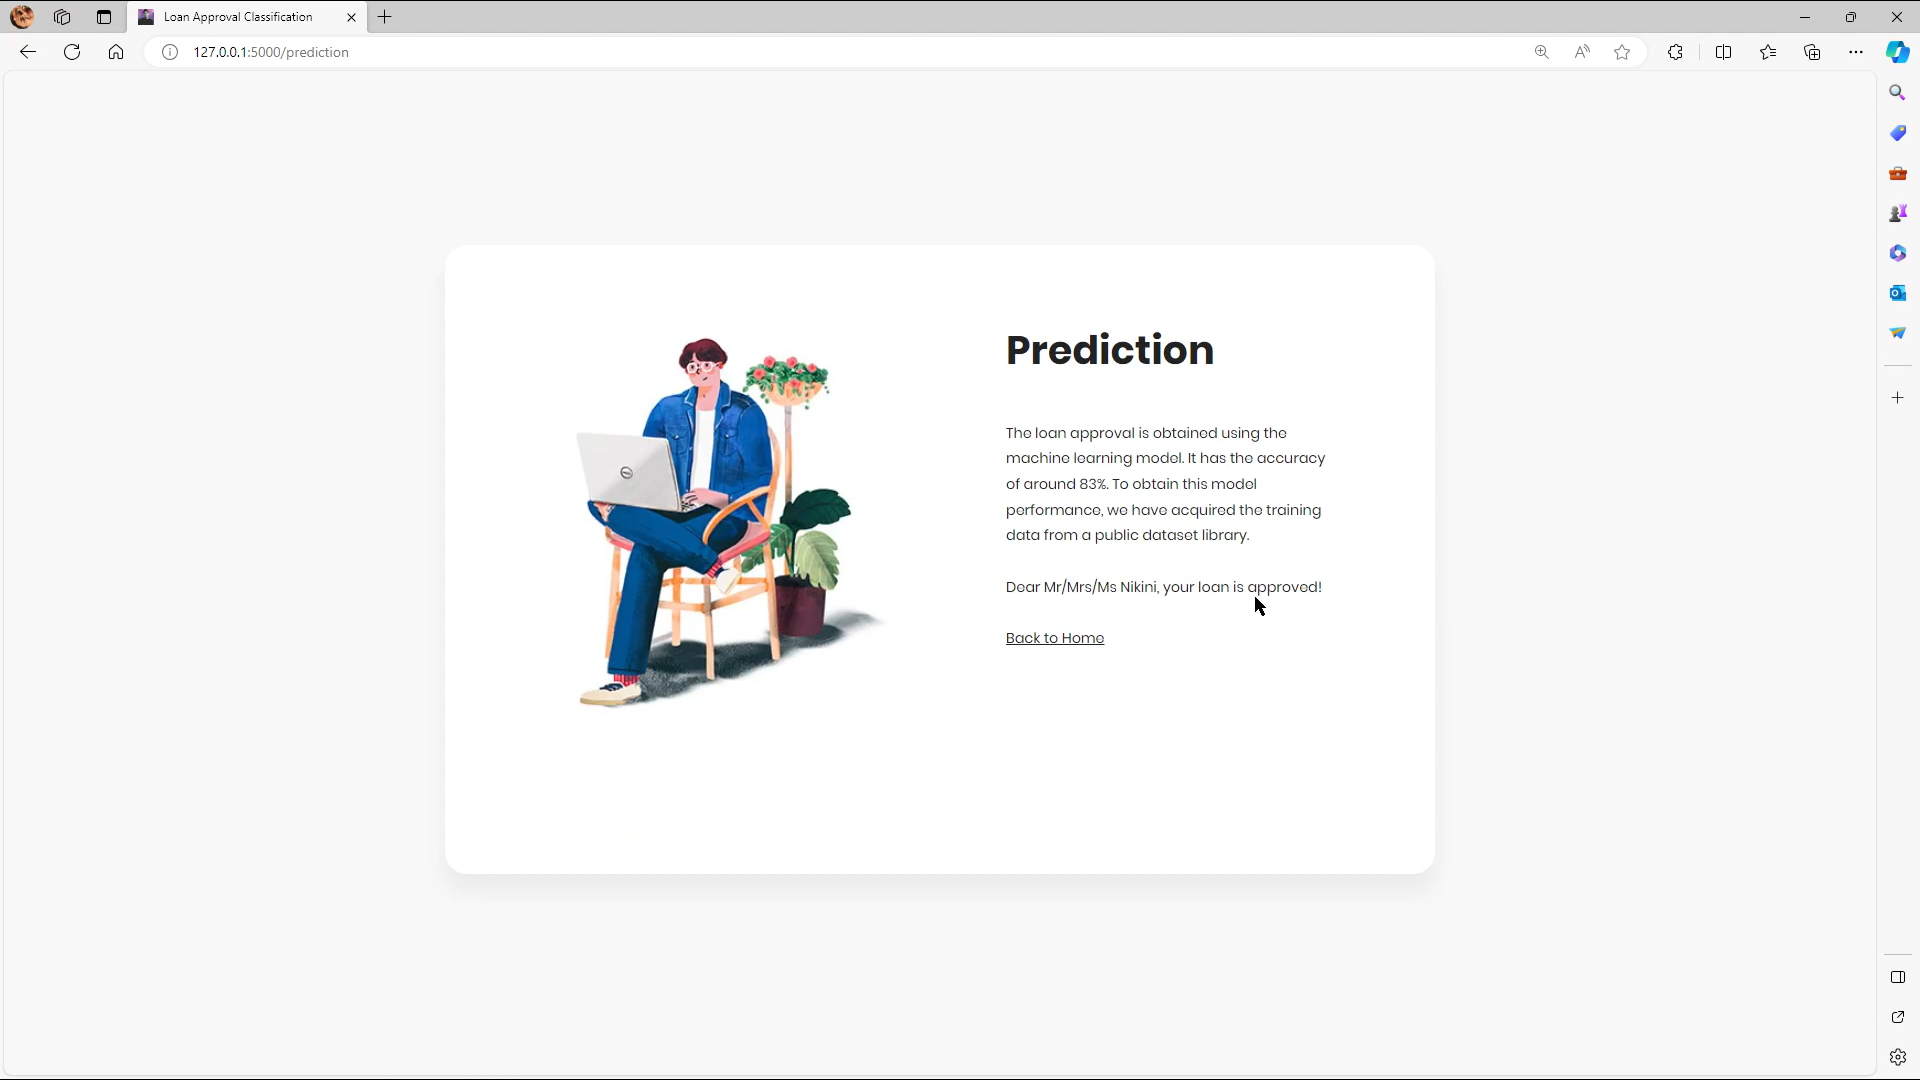 Loan Approval Classification
127.0.0.1:5000/prediction
Prediction
The loan approval is obtained using the
machine learning model. It has the accuracy
of around 83%. To obtain this model
performance, we have acquired the training
data from a public dataset library.
Dear Mr/Mrs/Ms Nikini, your loan is approved!
Back to Home